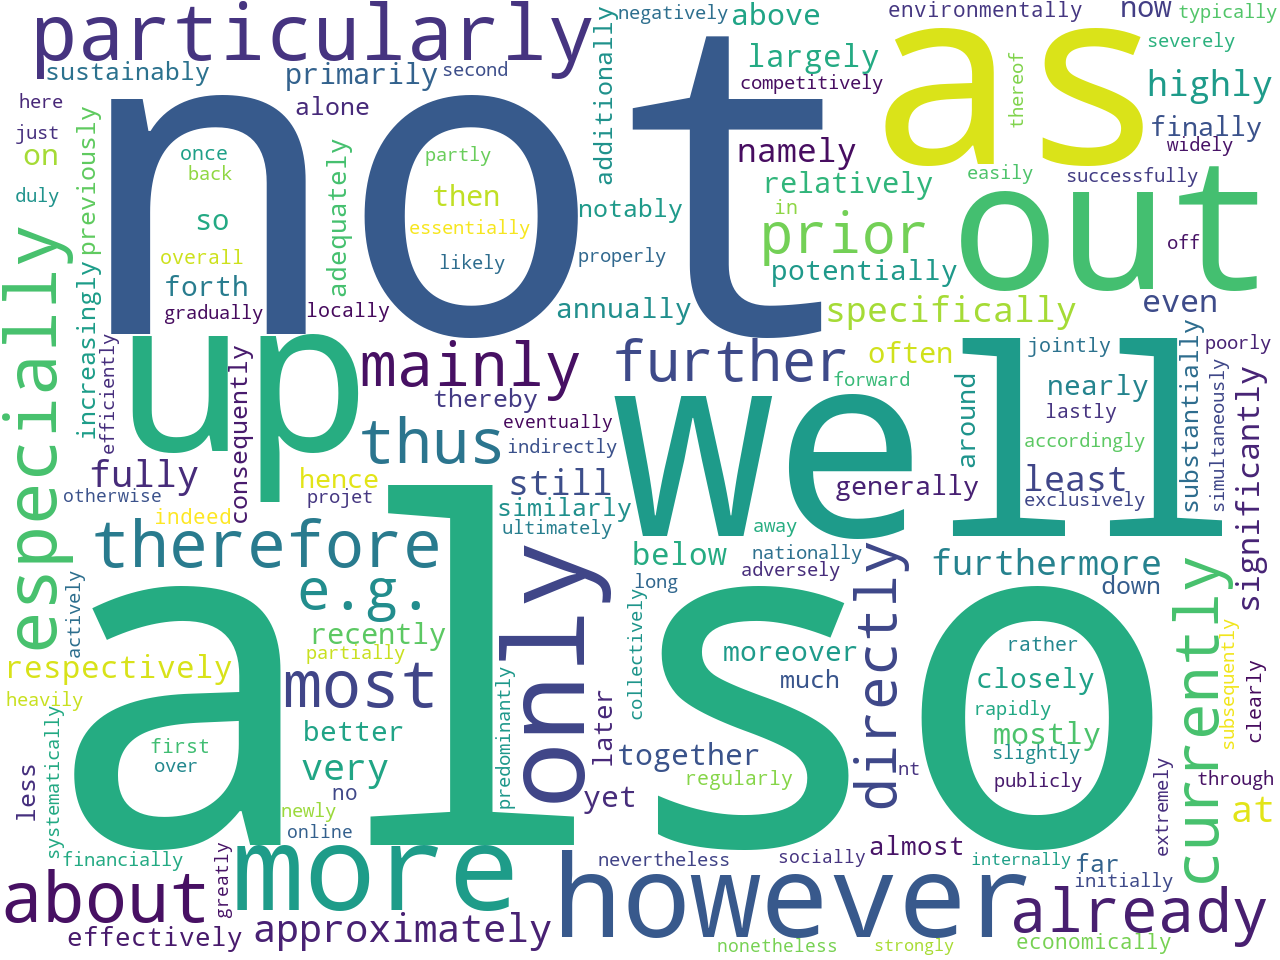 particularly
negatively
above
environmentally
now
typically
sustainably
primarily
second
additionally
largely
competitively
as
thereof
severely
highly
here
alone
not
finally
widely
just
on
previously
once
back
partly
adequately
namely
relatively
easily
successfully
duly
so
then
essentially
notably
in
prior
out
off
overall
likely
properly
potentially
forth
gradually
locally
annually
specifically
even
especially
increasingly
efficiently
up
consequently
mainly
further
often
jointly
poorly
forward
nearly
substantially
simultaneously
thereby
well
around
lastly
significantly
thus
eventually
indirectly
accordingly
fully
hence
still
generally
least
otherwise
projet
similarly
exclusively
indeed
ultimately
away
therefore
below
nationally
adversely
furthermore
e.g.
only
long
directly
down
currently
actively
also
recently
partially
collectively
moreover
rather
subsequently
respectively
most
much
closely
clearly
heavily
predominantly
later
rapidly
systematically
better
mostly
first
over
very
together
slightly
less
no
yet
regularly
nt
publicly
through
newly
online
at
extremely
financially
greatly
more
nevertheless
socially
almost
internally
far
initially
about
however
already
effectively
approximately
nonetheless
strongly
economically